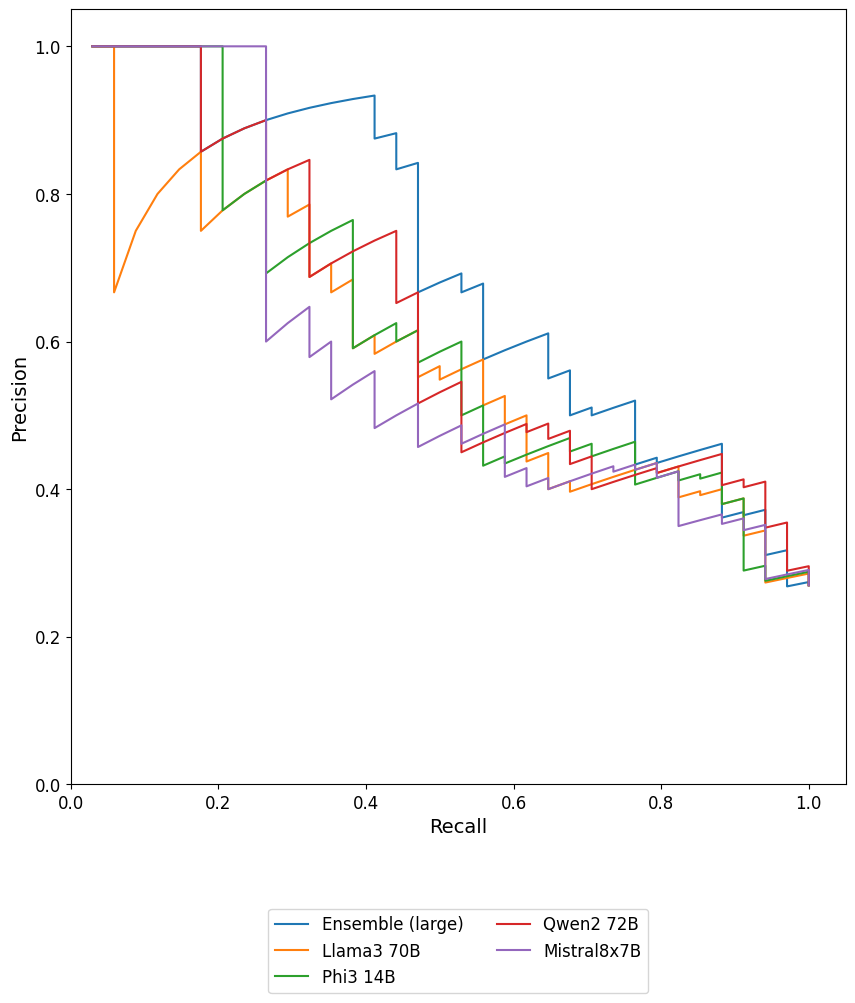 1.0
0.8
0.6
0.4
0.2
0.0
Precision
0.0 0.2 0.4 0.6 0.8 1.0
Recall
Ensemble (large)
Llama3 70B
Phi3 14B
Qwen2 72B
Mistral8x7B